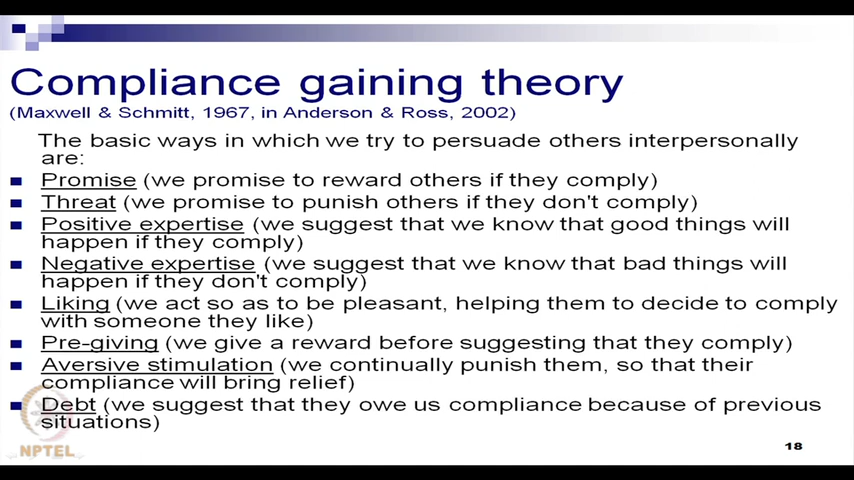 Compliance gaining theory
(Maxwell & Schmitt, 1967, in Anderson & Ross, 2002)
The basic ways in which we try to persuade others interpersonally
are:
Promise (we promise to reward others if they comply)
Threat (we promise to punish others if they don't comply)
Positive expertise (we suggest that we know that good things will
happen if they comply)
Negative expertise (we suggest that we know that bad things will
happen if they don't comply)
Liking (we act so as to be pleasant, helping them to decide to comply
with someone they like)
Pre-giving (we give a reward before suggesting that they comply)
Aversive stimulation (we continually punish them, so that their
compliance will bring relief)
Debt (we suggest that they owe us compliance because of previous
situations)
NPTEL
18